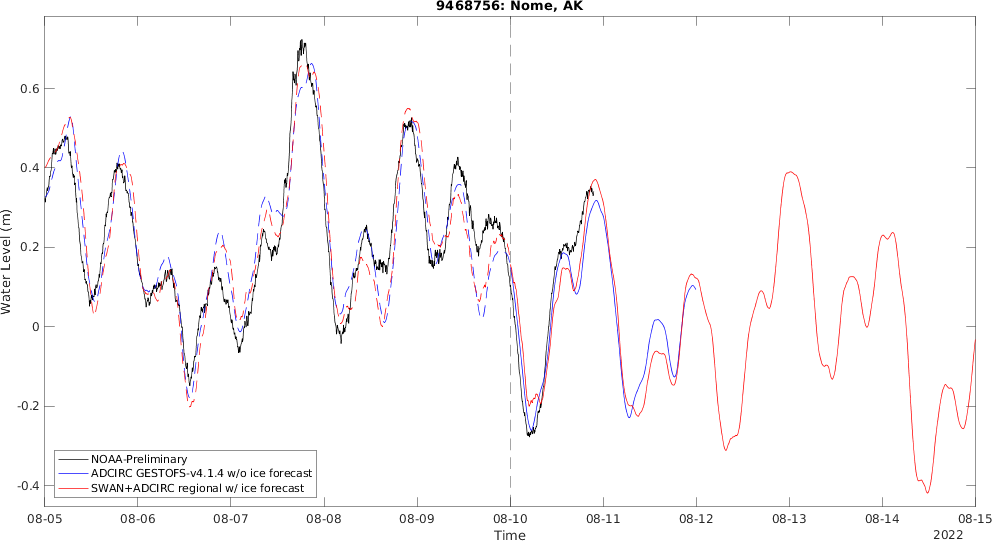 9468756: Nome, AK
Water Level (m)
0.6
0.4
0.2
0
-0.2
-0.4
NOAA-Preliminary
ADCIRC GESTOFS-v4.1.4 w/o ice forecast
SWAN+ADCIRC regional w/ ice forecast
08-05 08-06 08-07 08-08 08-09 08-10 08-11 08-12 08-13 08-14 08-15
Time
2022